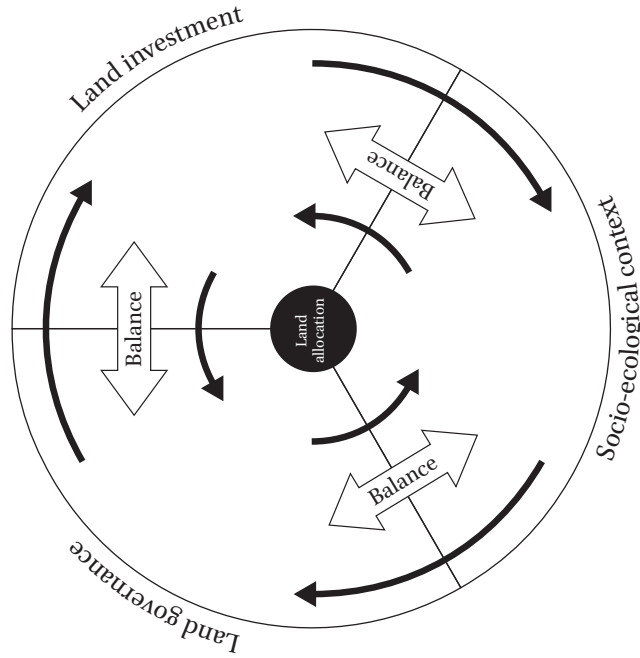 Land investment
Balance
Socio-ecological context
Balance
Land
allocation
Balance
Land governance